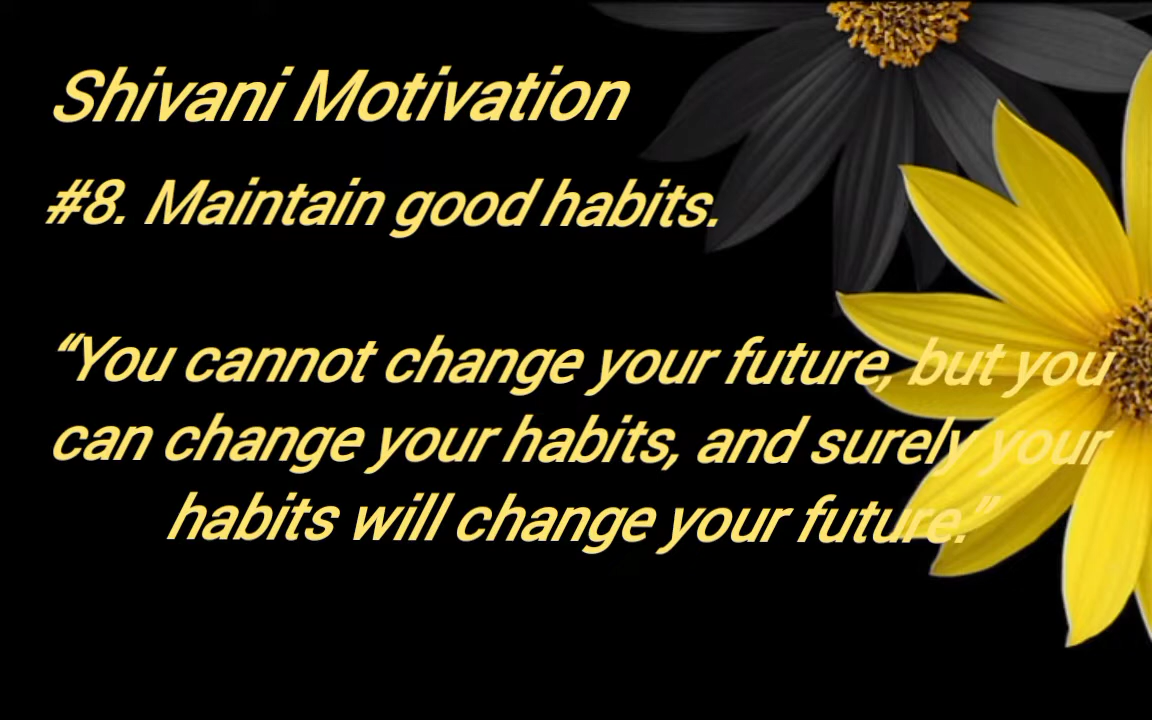 Shivani Motivation
#8. Maintain good habits.
“You cannot change your future, but you
can change your habits, and surely your
habits will change your future.”